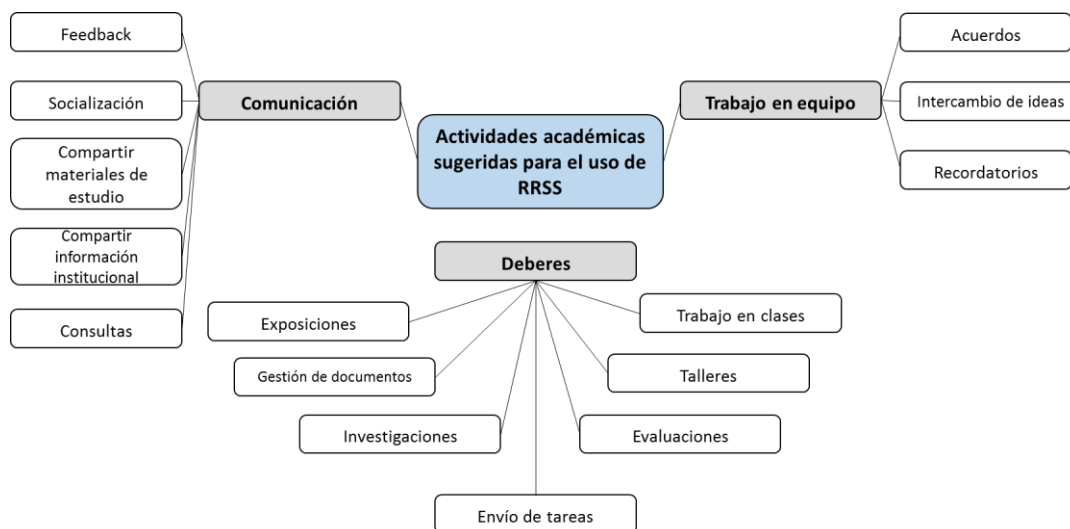 Feedback
Socialización
Compartir
materiales de
estudio
Compartir
información
institucional
Consultas
Comunicación
Actividades académicas
sugeridas para el uso de
RRSS
Trabajo en equipo
Acuerdos
Intercambio de ideas
Recordatorios
Deberes
Exposiciones
Gestión de documentos
Investigaciones
Envío de tareas
Evaluaciones
Talleres
Trabajo en clases